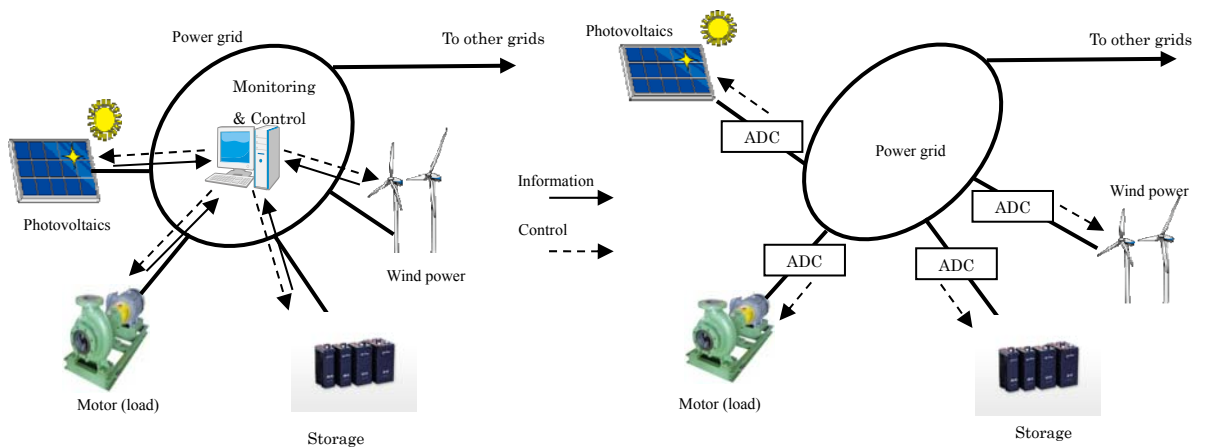 Power grid
To other grids
Monitoring
& Control
Photovoltaics
Wind power
Motor (load)
Storage
Information
Control
Photovoltaics
To other grids
ADC
Power grid
ADC
Wind power
ADC
ADC
Motor (load)
Storage